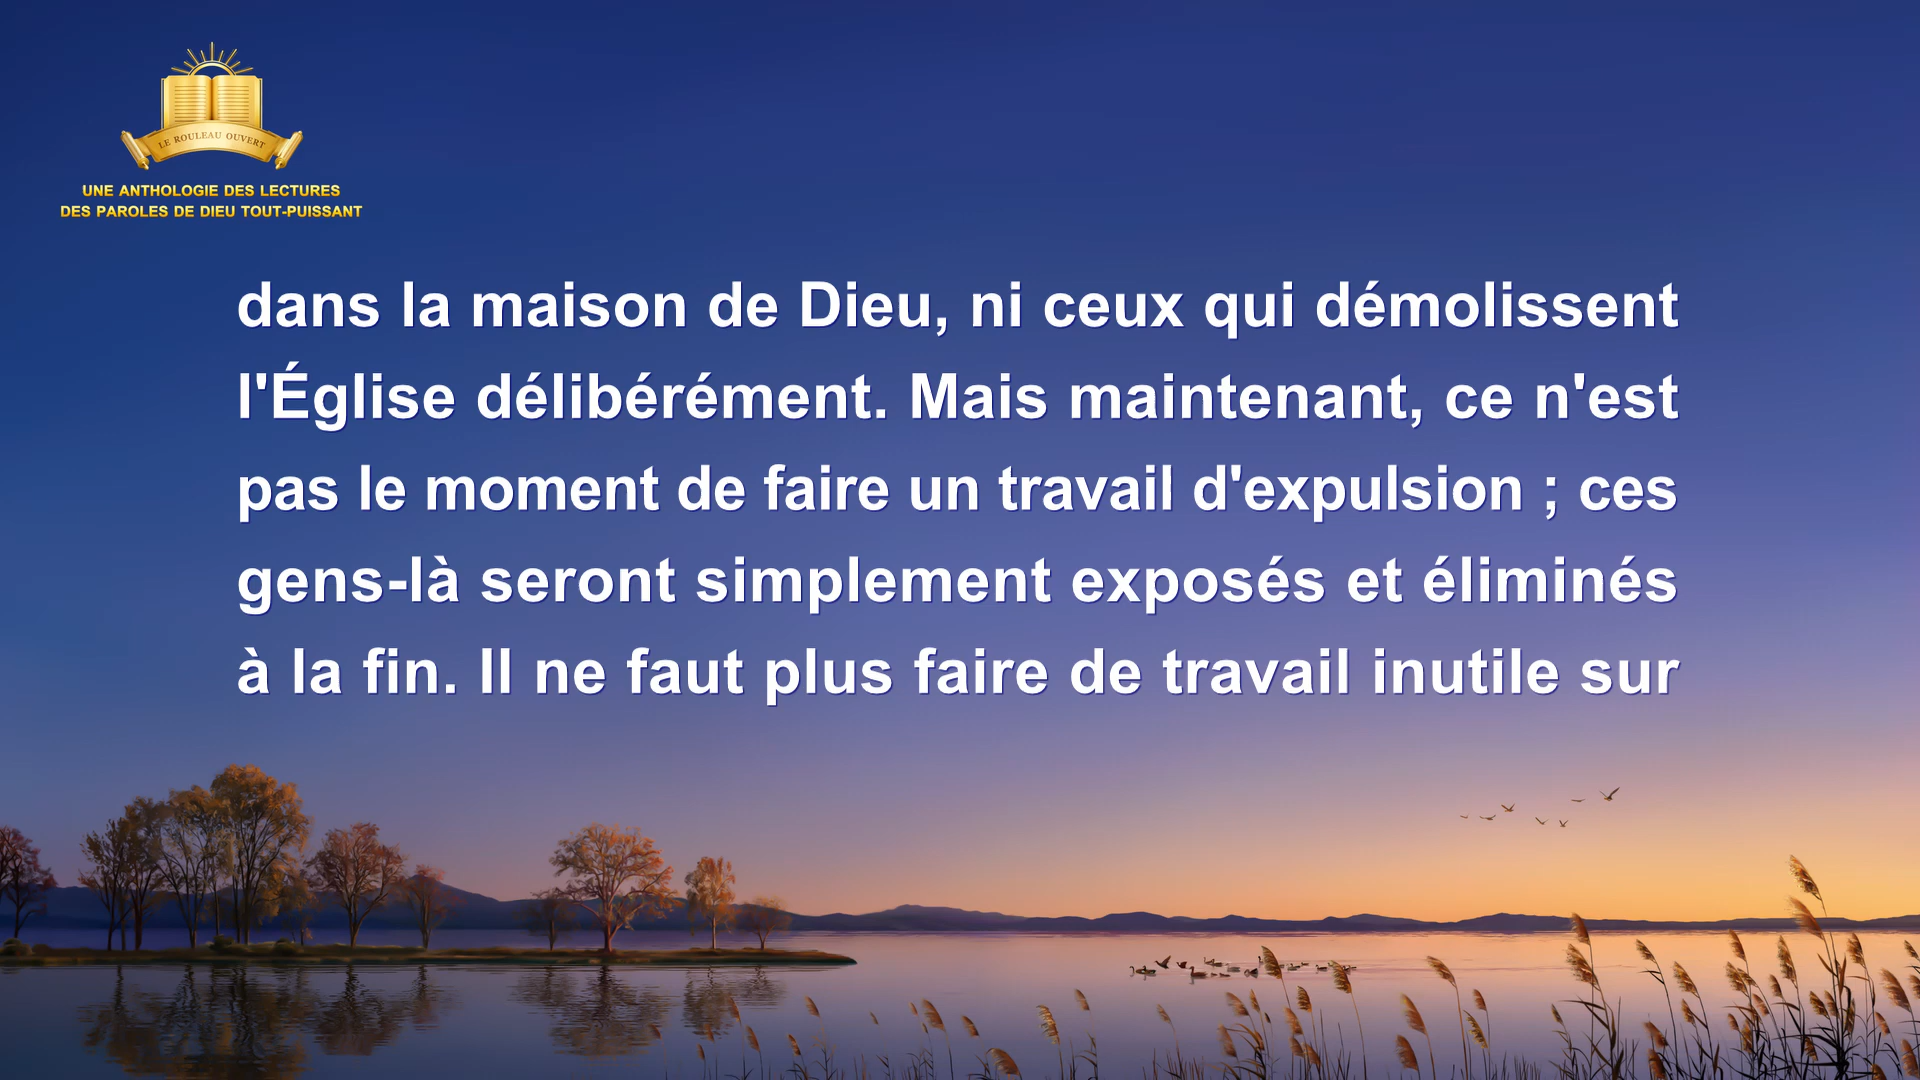 LE ROULEAU OUVERT
UNE ANTHOLOGIE DES LECTURES
DES PAROLES DE DIEU TOUT-PUISSANT
dans la maison de Dieu, ni ceux qui démolissent
l'Église délibérément. Mais maintenant, ce n'est
pas le moment de faire un travail d'expulsion ; ces
gens-là seront simplement exposés et éliminés
à la fin. Il ne faut plus faire de travail inutile sur